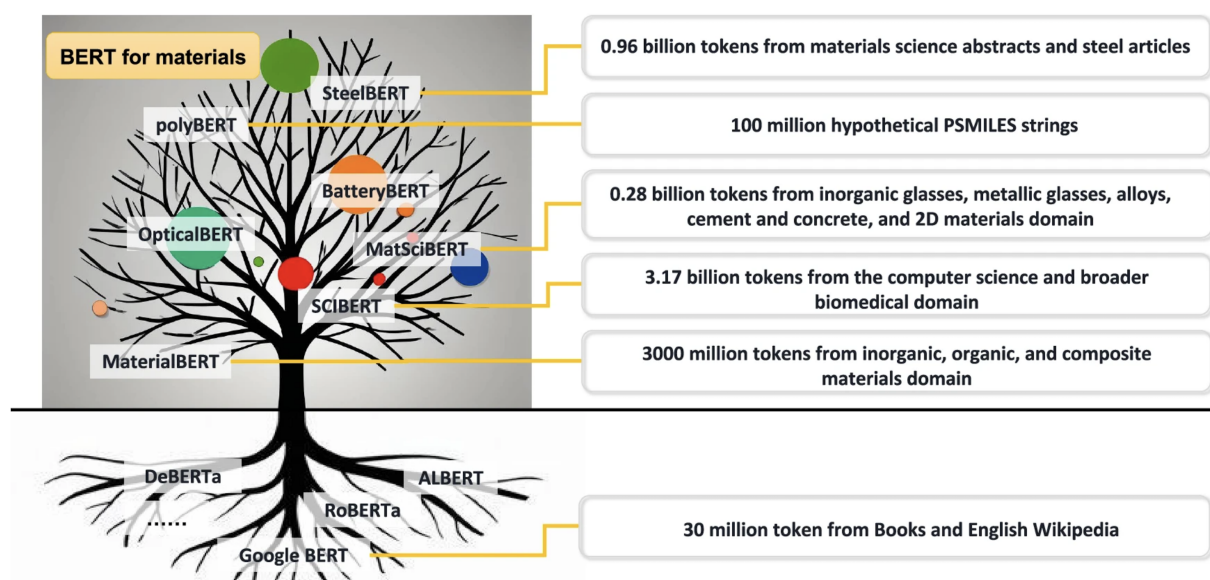 BERT for materials
SteelBERT
0.96 billion tokens from materials science abstracts and steel articles
polyBERT
100 million hypothetical PSMILES strings
BatteryBERT
0.28 billion tokens from inorganic glasses, metallic glasses, alloys,
cement and concrete, and 2D materials domain
OpticalBERT
MatSciBERT
3.17 billion tokens from the computer science and broader
biomedical domain
SCIBERT
MaterialBERT
3000 million tokens from inorganic, organic, and composite
materials domain
DeBERTa
ALBERT
......
RoBERTa
30 million token from Books and English Wikipedia
Google BERT